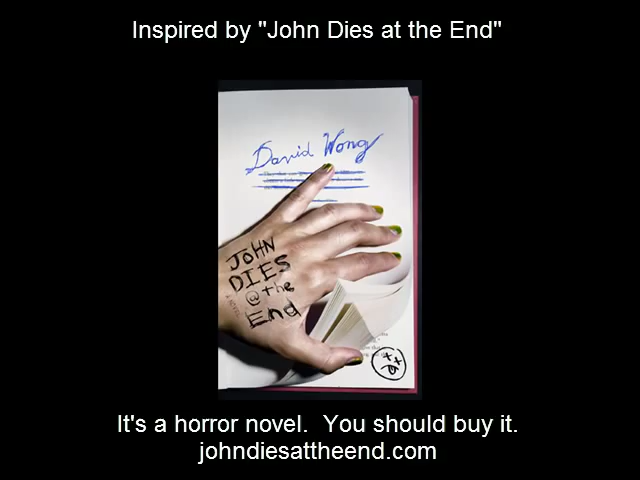 Inspired by "John Dies at the End"
David Wong
JOHN
DIES
@ the
End
It's a horror novel.  You should buy it.
johndiesattheend.com